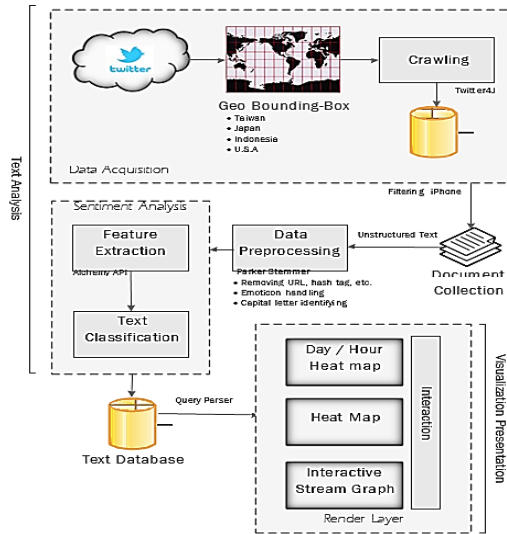 twitter
Geo Bounding-Box
• Taiwan
• Japan
• Indonesia
• U.S.A
Crawling
Twitter4J
Data Acquisition
Text Analysis
Filtering iPhone
Sentiment Analysis
Feature
Extraction
Alchemy API
Text
Classification
Data
Preprocessing
Parker Stemmer
• Removing URL, hash tag, etc.
• Emoticon handling
• Capital letter identifying
Unstructured Text
Document
Collection
Text Database
Query Parser
Day / Hour
Heat map
Heat Map
Interactive
Stream Graph
Interaction
Render Layer
Visualization Presentation